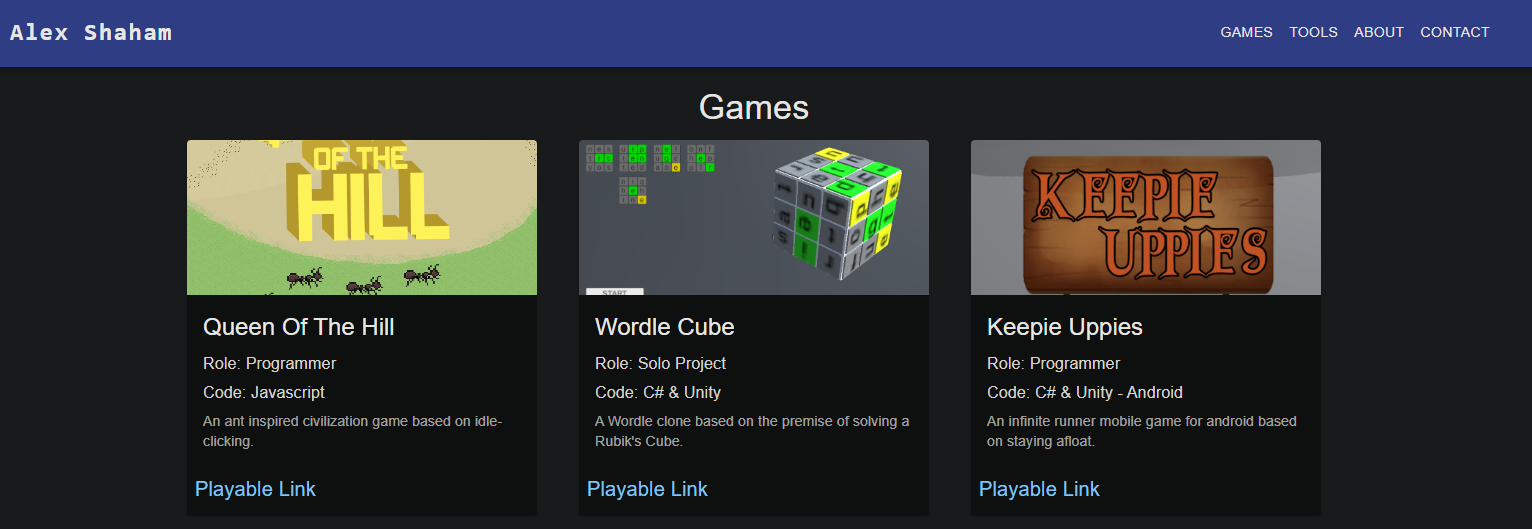 Alex Shaham
GAMES TOOLS ABOUT CONTACT
Games
OF THE
HILL
Queen Of The Hill
Role: Programmer
Code: Javascript
An ant inspired civilization game based on idle-
clicking.
Playable Link
START
Wordle Cube
Role: Solo Project
Code: C# & Unity
A Wordle clone based on the premise of solving a
Rubik's Cube.
Playable Link
KEEPIE
UPPIES
Keepie Uppies
Role: Programmer
Code: C# & Unity - Android
An infinite runner mobile game for android based
on staying afloat.
Playable Link